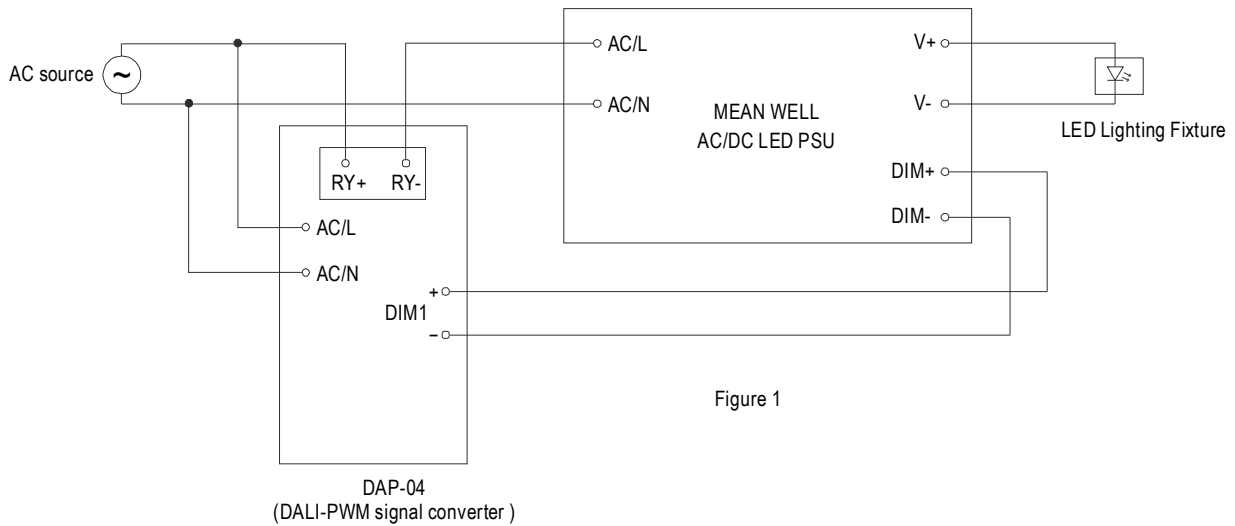 AC source
~
AC/L
AC/N
MEAN WELL
AC/DC LED PSU
V+
V-
DIM+
DIM-
LED Lighting Fixture
RY+ RY-
AC/L
AC/N
+
DIM1
−
Figure 1
DAP-04
(DALI-PWM signal converter )